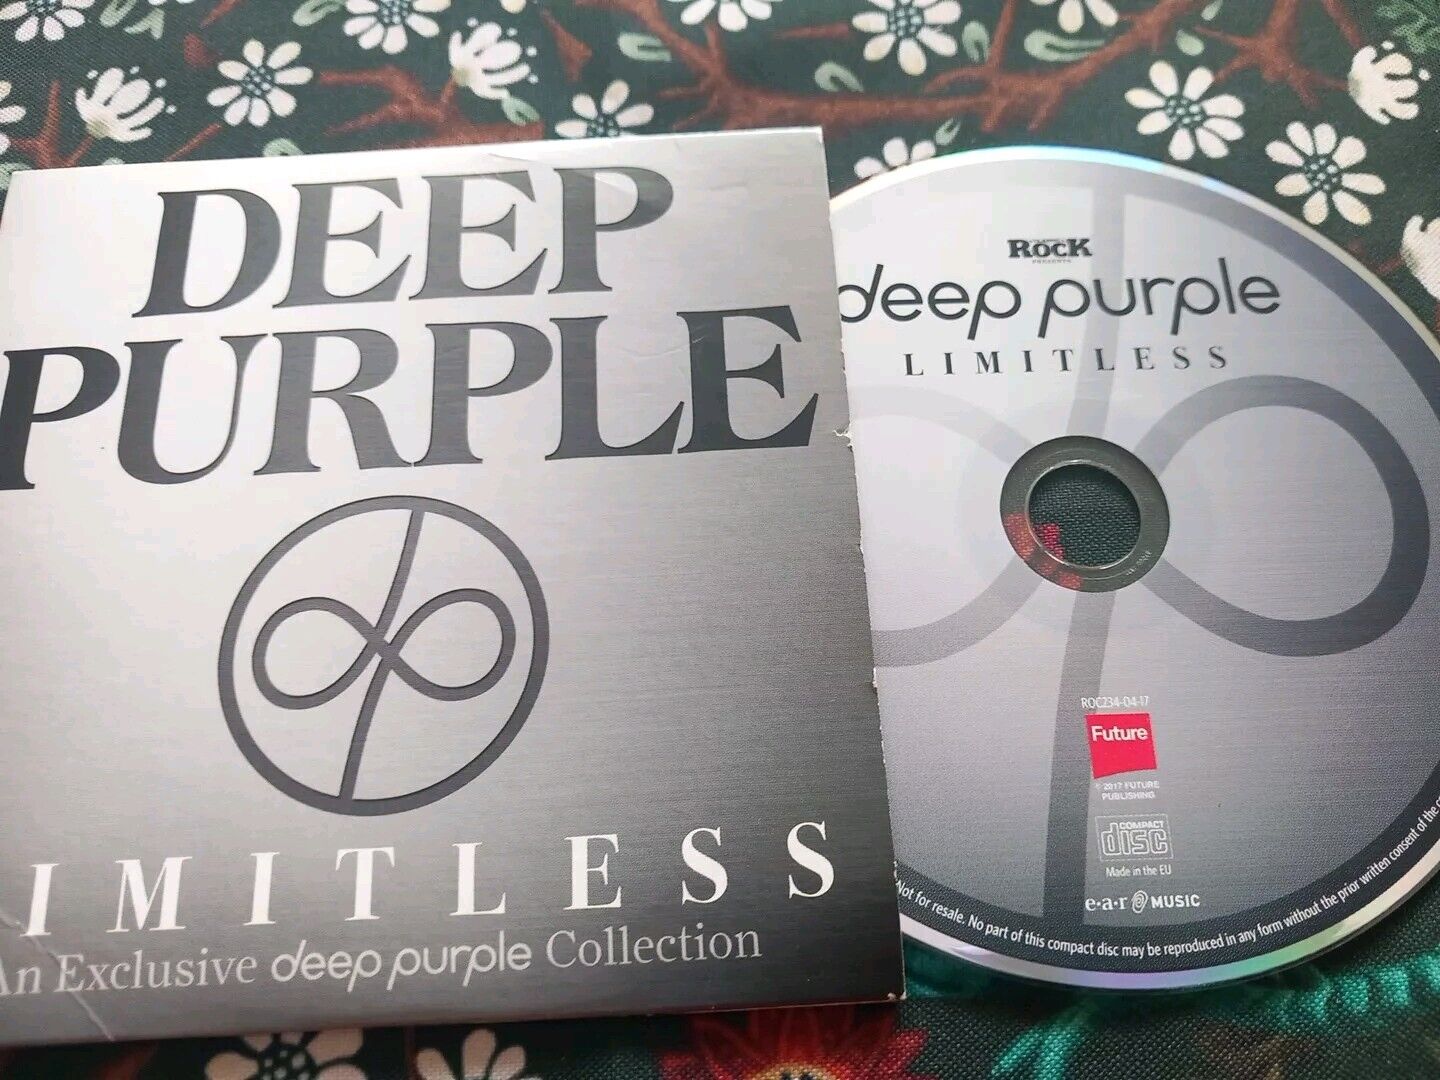 DEEP
PURPLE
IMITLESS
An Exclusive deep purple Collection
CLASSIC
ROCK
PRESENTS
deep purple
LIMITLESS
ROC234-04-17
Future
© 2017 FUTURE
PUBLISHING
COMPACT
disc
Made in the EU
e·a·r MUSIC
Not for resale. No part of this compact disc may be reproduced in any form without the prior written consent of the